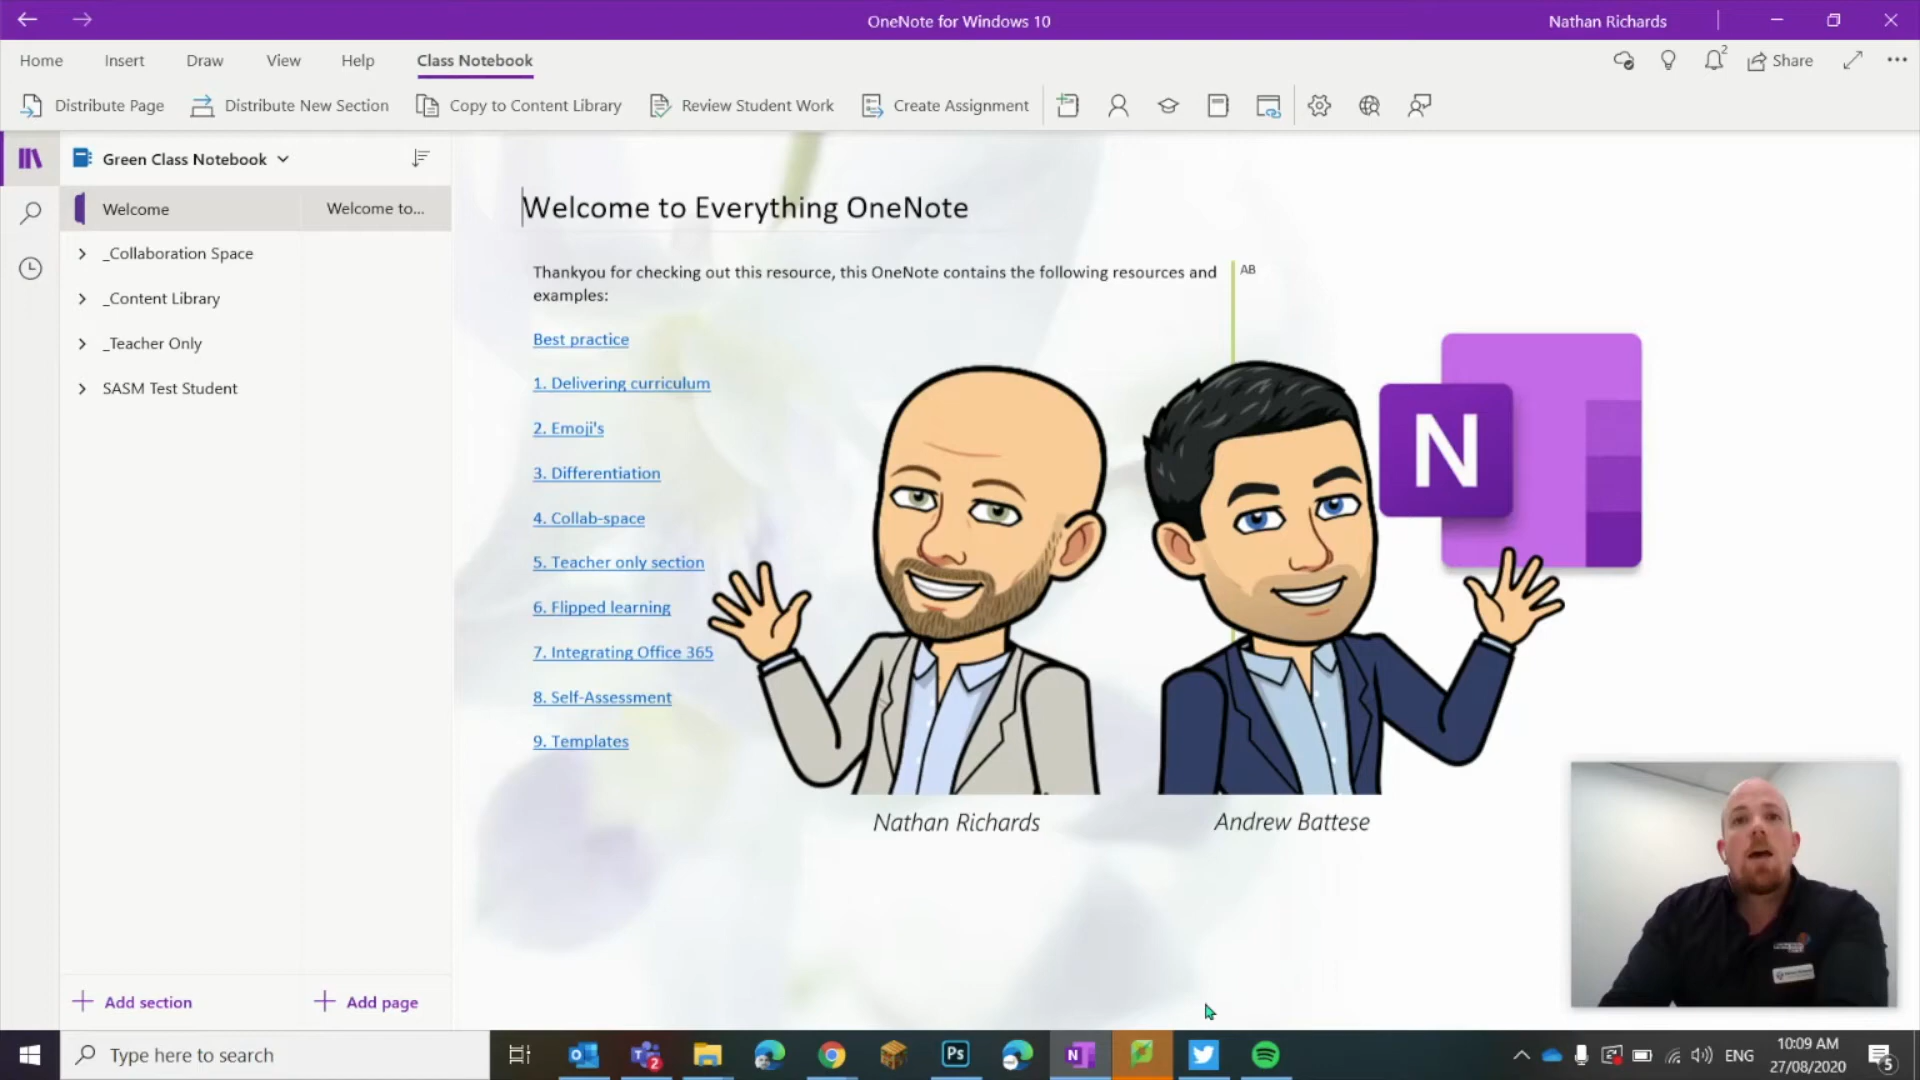 OneNote for Windows 10
Nathan Richards
Home
Insert
Draw
View
Help
Class Notebook
2
Share
Distribute Page
Distribute New Section
Copy to Content Library
Review Student Work
Create Assignment
Green Class Notebook
Welcome
Welcome to...
_Collaboration Space
_Content Library
_Teacher Only
SASM Test Student
Welcome to Everything OneNote
Thankyou for checking out this resource, this OneNote contains the following resources and
examples:
AB
Best practice
1. Delivering curriculum
2. Emoji's
3. Differentiation
4. Collab-space
5. Teacher only section
6. Flipped learning
7. Integrating Office 365
8. Self-Assessment
9. Templates
N
Nathan Richards
Andrew Battese
Add section
Add page
Type here to search
2
Ps
N
ENG
10:09 AM
27/08/2020
5